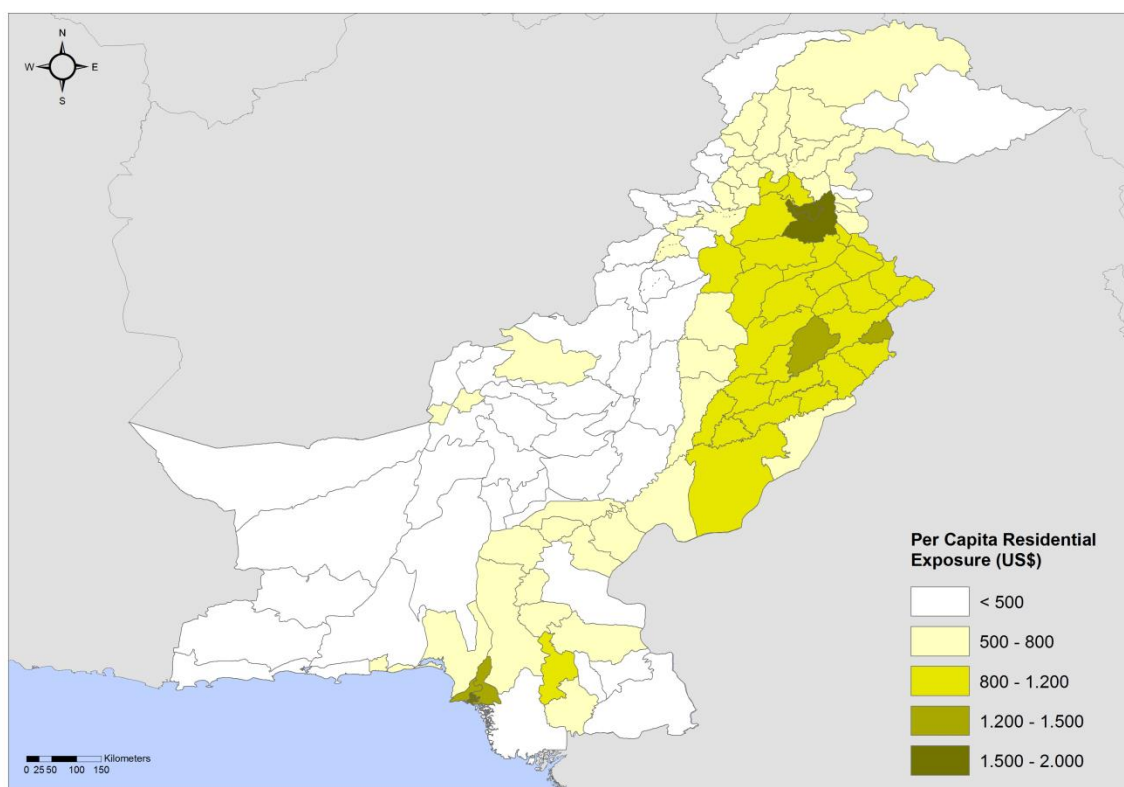 N
W E
S
Per Capita Residential
Exposure (US$)
< 500
500 - 800
800 - 1.200
1.200 - 1.500
1.500 - 2.000
Kilometers
0 25 50 100 150